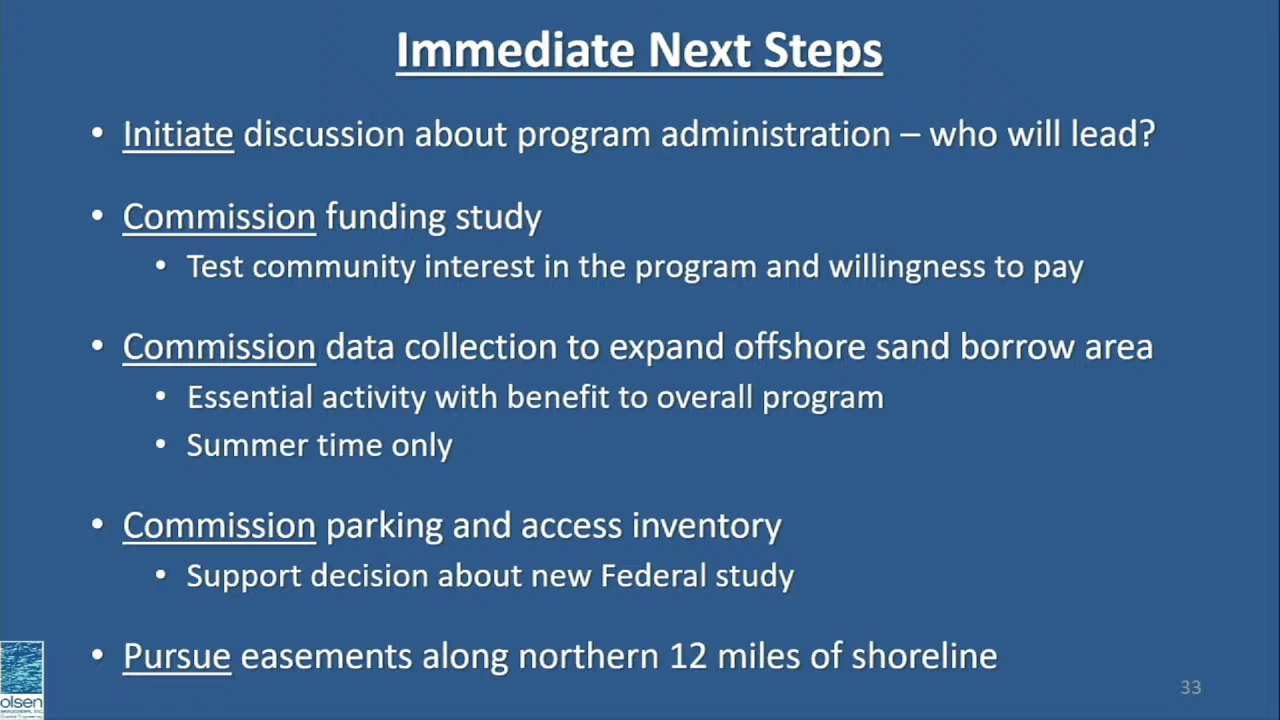 Immediate Next Steps
• Initiate discussion about program administration – who will lead?
• Commission funding study
• Test community interest in the program and willingness to pay
• Commission data collection to expand offshore sand borrow area
• Essential activity with benefit to overall program
• Summer time only
• Commission parking and access inventory
• Support decision about new Federal study
• Pursue easements along northern 12 miles of shoreline
33
olsen